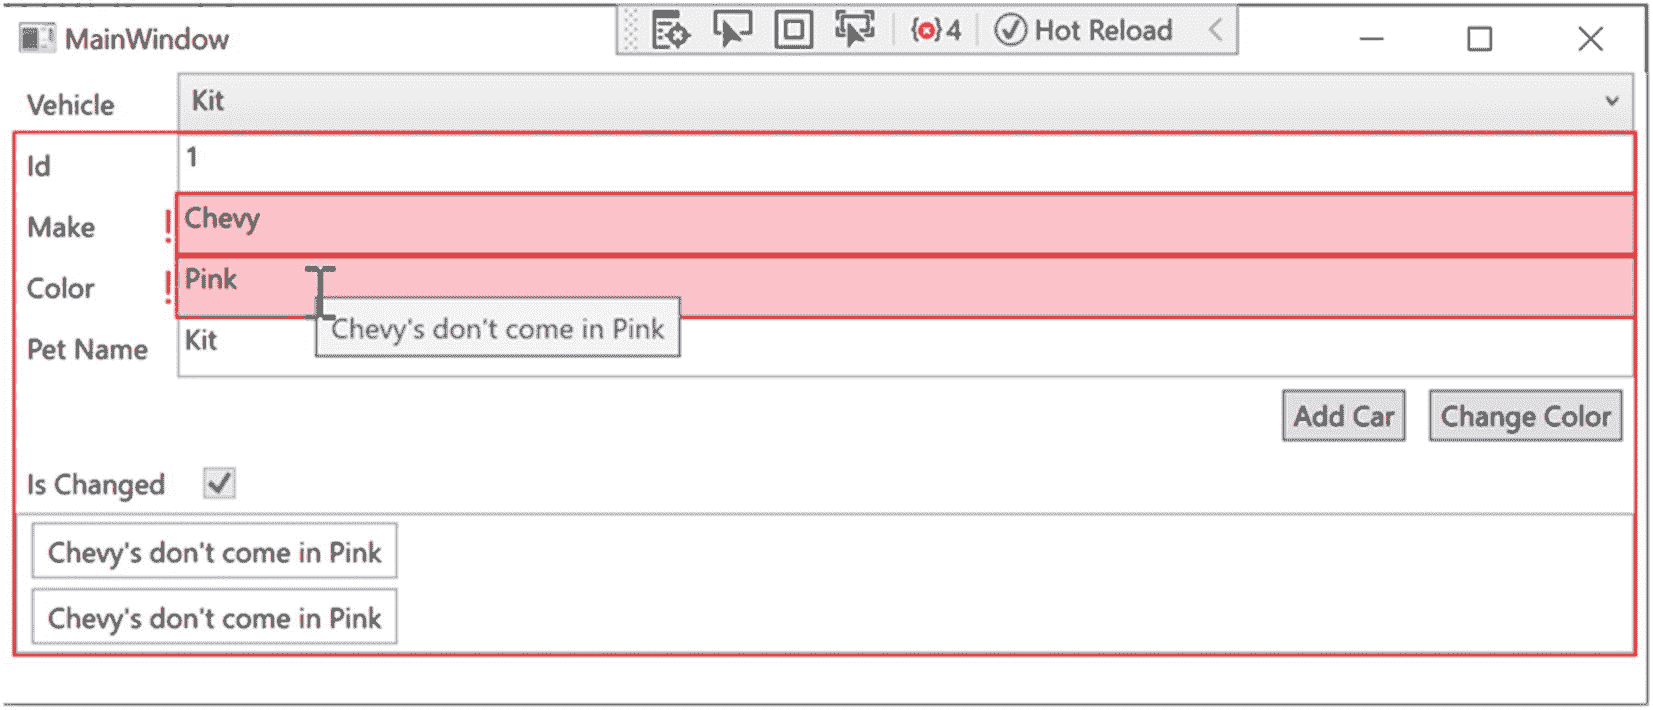 MainWindow
4
Hot Reload
Vehicle Kit
Id 1
Make ! Chevy
Color ! Pink
Chevy's don't come in Pink
Pet Name Kit
Add Car Change Color
Is Changed
Chevy's don't come in Pink
Chevy's don't come in Pink